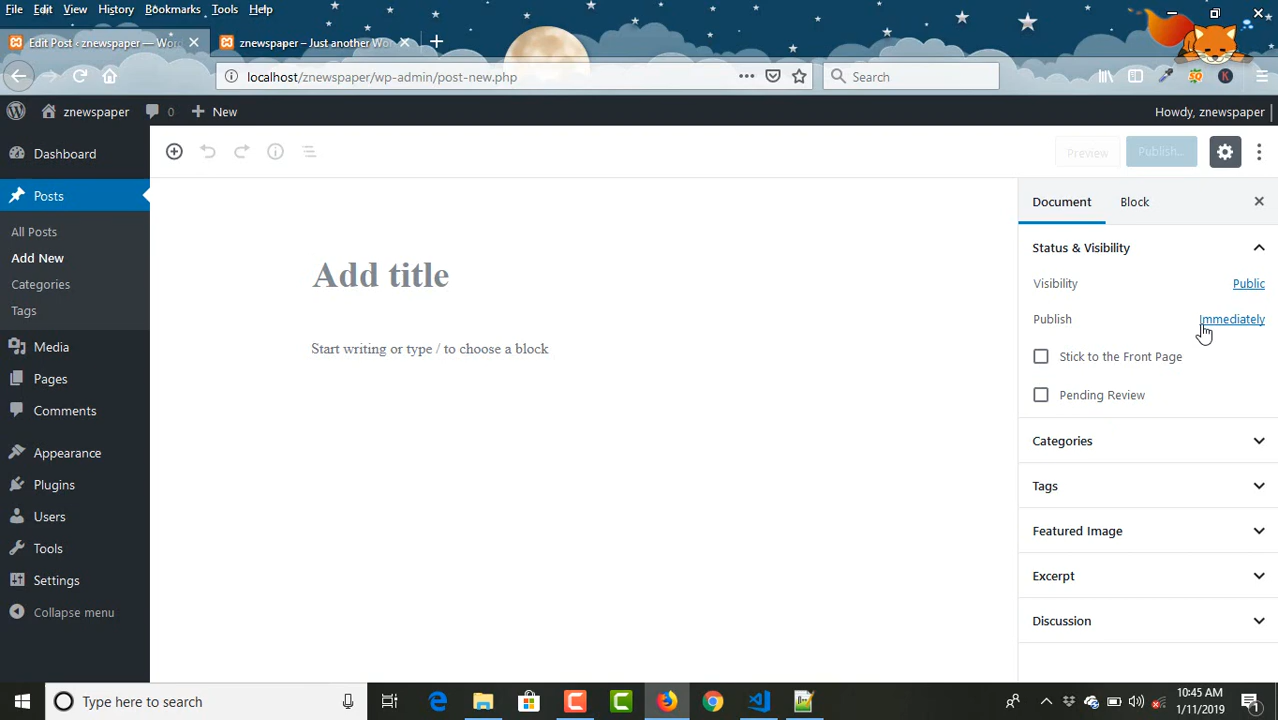 File Edit View History Bookmarks Tools Help
Edit Post ‹ znewspaper — Wor
znewspaper – Just another Wo
localhost/znewspaper/wp-admin/post-new.php
Search
znewspaper 0 New
Howdy, znewspaper
Dashboard
Posts
All Posts
Add New
Categories
Tags
Media
Pages
Comments
Appearance
Plugins
Users
Tools
Settings
Collapse menu
Preview
Publish...
Add title
Start writing or type / to choose a block
Document Block
Status & Visibility
Visibility Public
Publish Immediately
Stick to the Front Page
Pending Review
Categories
Tags
Featured Image
Excerpt
Discussion
Type here to search
10:45 AM
1/11/2019